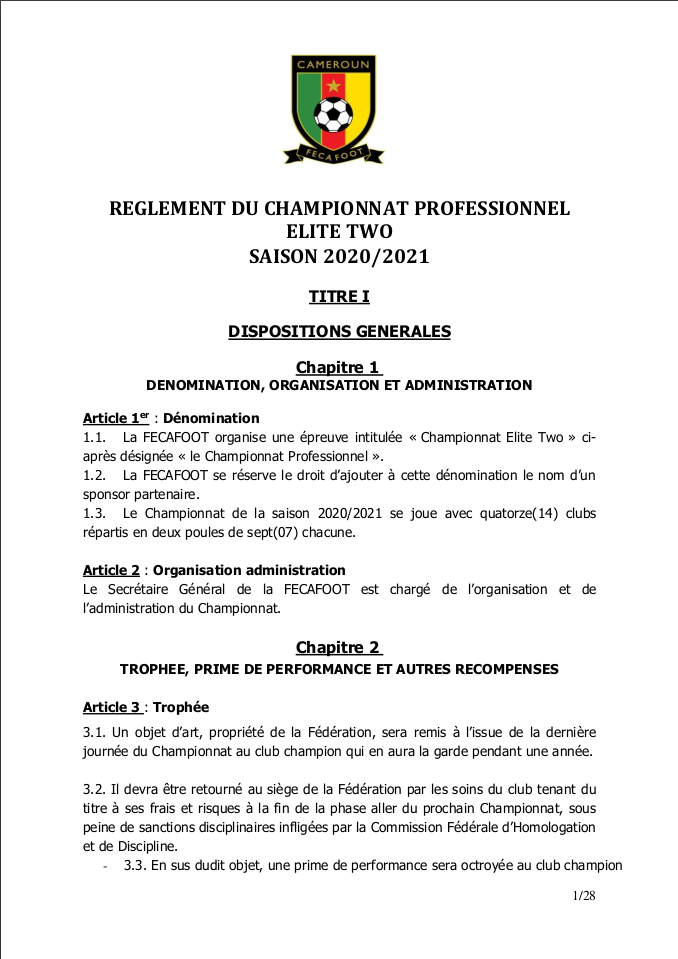 CAMEROUN
FECAFOOT
REGLEMENT DU CHAMPIONNAT PROFESSIONNEL
ELITE TWO
SAISON 2020/2021
TITRE I
DISPOSITIONS GENERALES
Chapitre 1
DENOMINATION, ORGANISATION ET ADMINISTRATION
Article 1er : Dénomination
1.1. La FECAFOOT organise une épreuve intitulée « Championnat Elite Two » ci-
après désignée « le Championnat Professionnel ».
1.2. La FECAFOOT se réserve le droit d’ajouter à cette dénomination le nom d’un
sponsor partenaire.
1.3. Le Championnat de la saison 2020/2021 se joue avec quatorze(14) clubs
répartis en deux poules de sept(07) chacune.
Article 2 : Organisation administration
Le Secrétaire Général de la FECAFOOT est chargé de l’organisation et de
l’administration du Championnat.
Chapitre 2
TROPHEE, PRIME DE PERFORMANCE ET AUTRES RECOMPENSES
Article 3 : Trophée
3.1. Un objet d’art, propriété de la Fédération, sera remis à l’issue de la dernière
journée du Championnat au club champion qui en aura la garde pendant une année.
3.2. Il devra être retourné au siège de la Fédération par les soins du club tenant du
titre à ses frais et risques à la fin de la phase aller du prochain Championnat, sous
peine de sanctions disciplinaires infligées par la Commission Fédérale d’Homologation
et de Discipline.
- 3.3. En sus dudit objet, une prime de performance sera octroyée au club champion
1/28